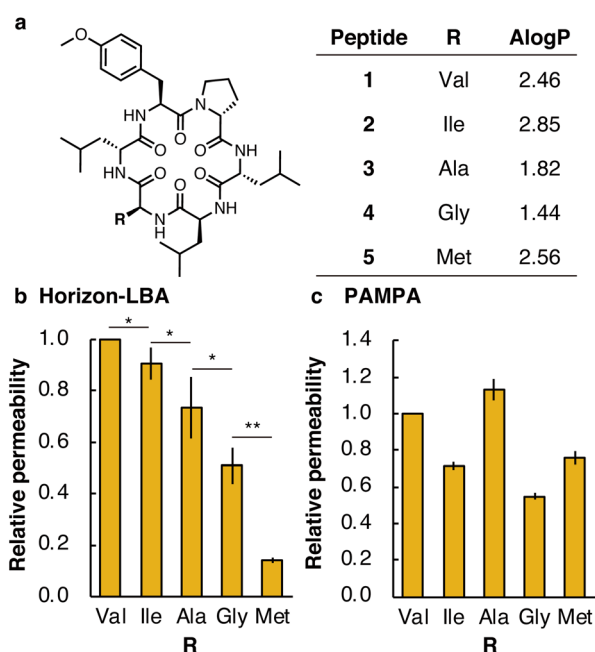 a
Peptide R AlogP
1 Val 2.46
2 Ile 2.85
3 Ala 1.82
4 Gly 1.44
5 Met 2.56
O
O
N
HN
O
O
O
NH
HN
O
O
O
NH
R
N
H
b Horizon-LBA
Relative permeability
1.0
0.8
0.6
0.4
0.2
0.0
*
*
*
**
Val Ile Ala Gly Met
R
c PAMPA
Relative permeability
1.4
1.2
1.0
0.8
0.6
0.4
0.2
0.0
Val Ile Ala Gly Met
R